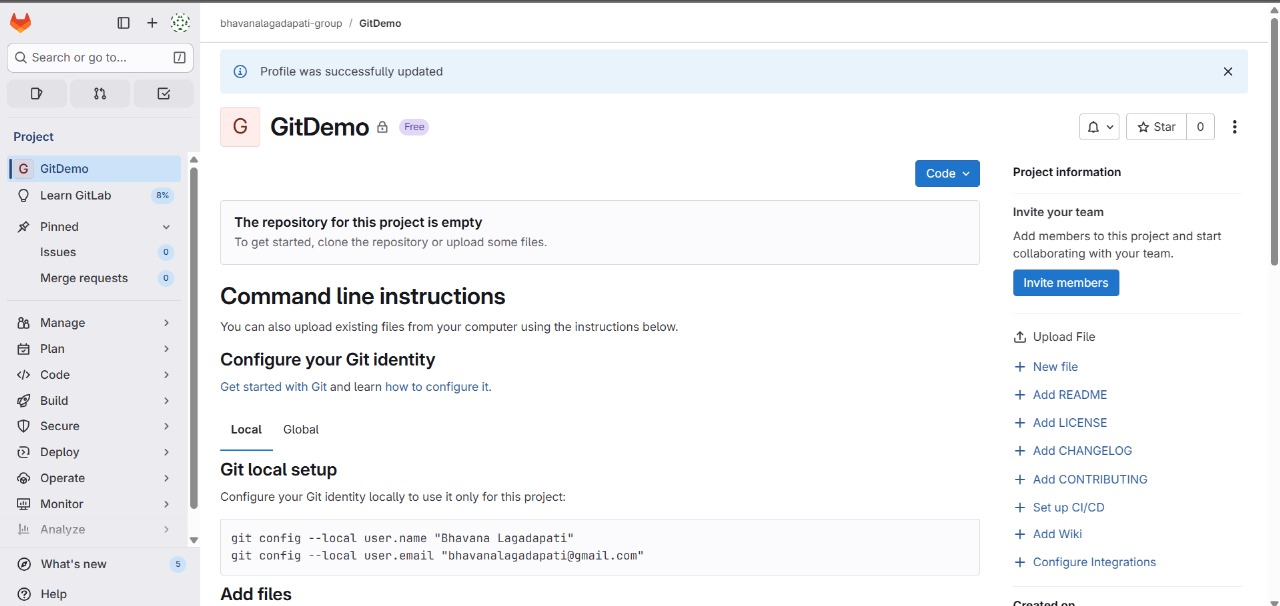 bhavanalagadapati-group / GitDemo
Search or go to...
/
Project
G GitDemo
Learn GitLab 8%
Pinned
Issues 0
Merge requests 0
Manage
Plan
Code
Build
Secure
Deploy
Operate
Monitor
Analyze
What's new 5
Help
Profile was successfully updated
G GitDemo Free
Star 0
Code
The repository for this project is empty
To get started, clone the repository or upload some files.
Command line instructions
You can also upload existing files from your computer using the instructions below.
Configure your Git identity
Get started with Git and learn how to configure it.
Local Global
Git local setup
Configure your Git identity locally to use it only for this project:
git config --local user.name "Bhavana Lagadapati"
git config --local user.email "bhavanalagadapati@gmail.com"
Add files
Project information
Invite your team
Add members to this project and start
collaborating with your team.
Invite members
Upload File
New file
Add README
Add LICENSE
Add CHANGELOG
Add CONTRIBUTING
Set up CI/CD
Add Wiki
Configure Integrations
Created on